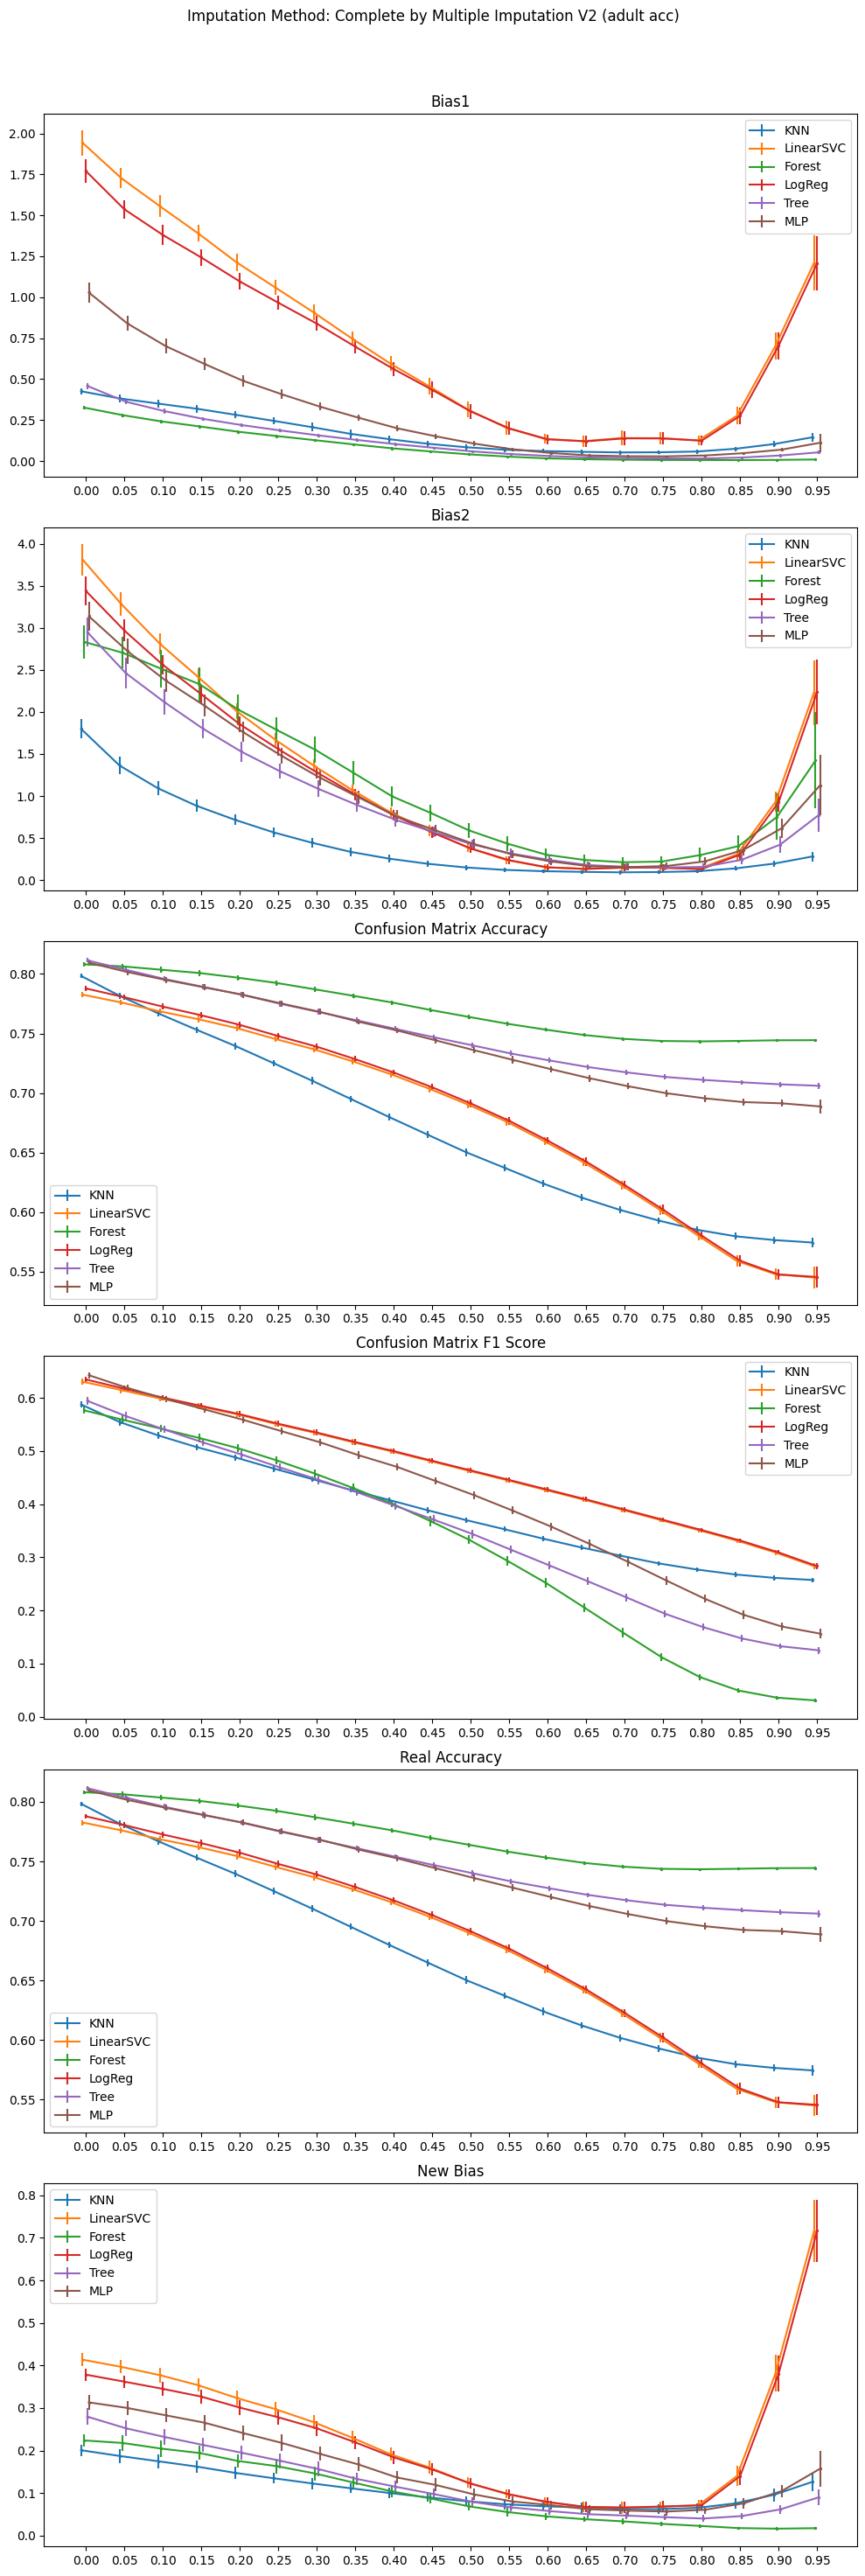 Imputation Method: Complete by Multiple Imputation V2 (adult acc)
Bias1
2.00
1.75
1.50
1.25
1.00
0.75
0.50
0.25
0.00
KNN
LinearSVC
Forest
LogReg
Tree
MLP
0.00 0.05 0.10 0.15 0.20 0.25 0.30 0.35 0.40 0.45 0.50 0.55 0.60 0.65 0.70 0.75 0.80 0.85 0.90 0.95
Bias2
4.0
3.5
3.0
2.5
2.0
1.5
1.0
0.5
0.0
KNN
LinearSVC
Forest
LogReg
Tree
MLP
0.00 0.05 0.10 0.15 0.20 0.25 0.30 0.35 0.40 0.45 0.50 0.55 0.60 0.65 0.70 0.75 0.80 0.85 0.90 0.95
Confusion Matrix Accuracy
0.80
0.75
0.70
0.65
0.60
0.55
KNN
LinearSVC
Forest
LogReg
Tree
MLP
0.00 0.05 0.10 0.15 0.20 0.25 0.30 0.35 0.40 0.45 0.50 0.55 0.60 0.65 0.70 0.75 0.80 0.85 0.90 0.95
Confusion Matrix F1 Score
0.6
0.5
0.4
0.3
0.2
0.1
0.0
KNN
LinearSVC
Forest
LogReg
Tree
MLP
0.00 0.05 0.10 0.15 0.20 0.25 0.30 0.35 0.40 0.45 0.50 0.55 0.60 0.65 0.70 0.75 0.80 0.85 0.90 0.95
Real Accuracy
0.80
0.75
0.70
0.65
0.60
0.55
KNN
LinearSVC
Forest
LogReg
Tree
MLP
0.00 0.05 0.10 0.15 0.20 0.25 0.30 0.35 0.40 0.45 0.50 0.55 0.60 0.65 0.70 0.75 0.80 0.85 0.90 0.95
New Bias
0.8
0.7
0.6
0.5
0.4
0.3
0.2
0.1
0.0
KNN
LinearSVC
Forest
LogReg
Tree
MLP
0.00 0.05 0.10 0.15 0.20 0.25 0.30 0.35 0.40 0.45 0.50 0.55 0.60 0.65 0.70 0.75 0.80 0.85 0.90 0.95